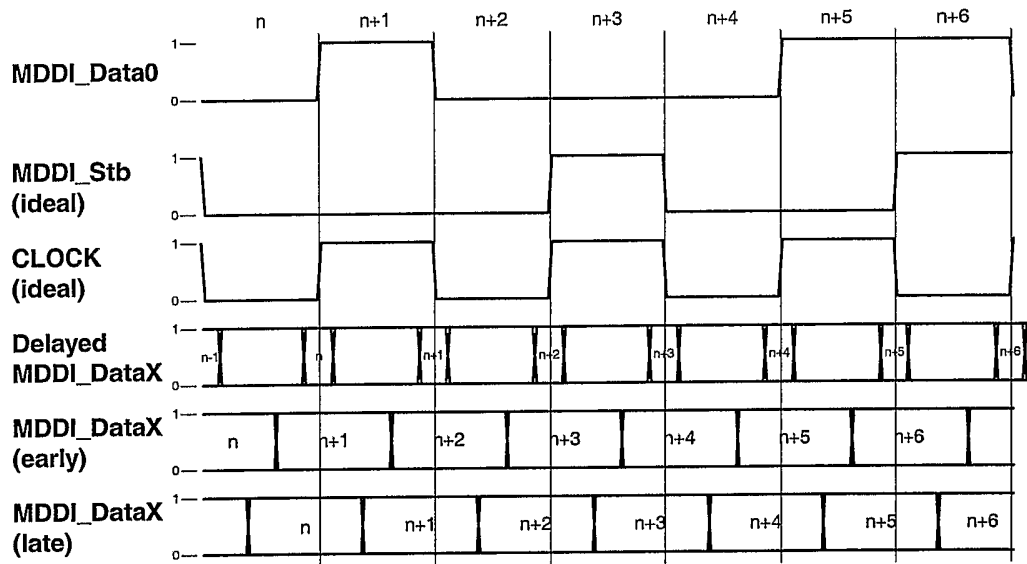 n n+1 n+2 n+3 n+4 n+5 n+6
1
MDDI_Data0
0
1
MDDI_Stb
(ideal)
0
1
CLOCK
(ideal)
0
1
Delayed
MDDI_DataX
n-1 n n+1 n+2 n+3 n+4 n+5 n+6
0
1
MDDI_DataX
(early)
n n+1 n+2 n+3 n+4 n+5 n+6
0
1
MDDI_DataX
(late)
n n+1 n+2 n+3 n+4 n+5 n+6
0